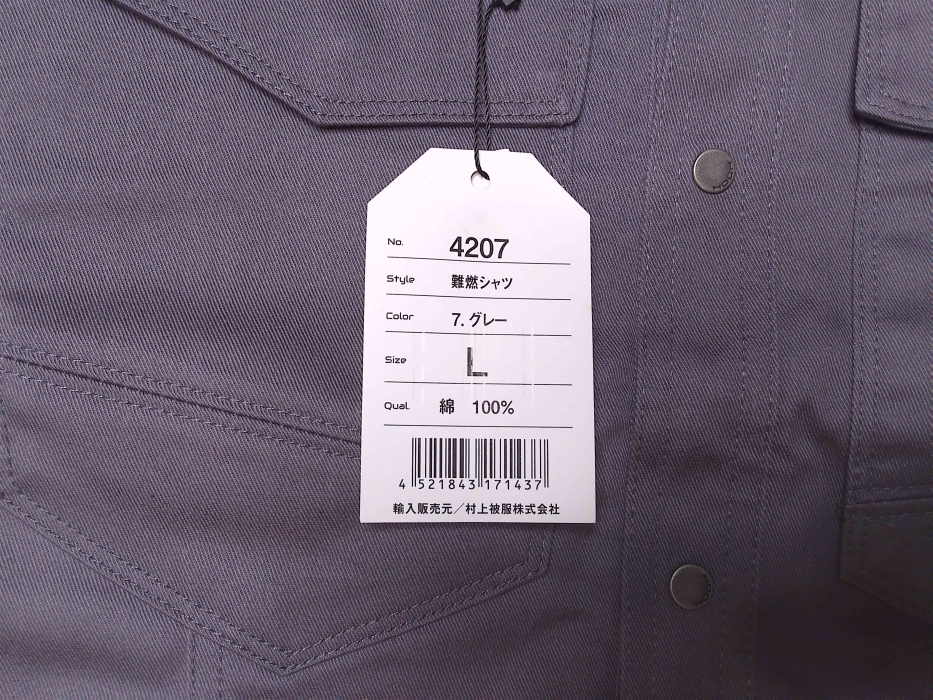 No. 4207
Style 難燃シャツ
Color 7. グレー
Size L
Qual. 綿 100%
4 521843 171437
輸入販売元／村上被服株式会社